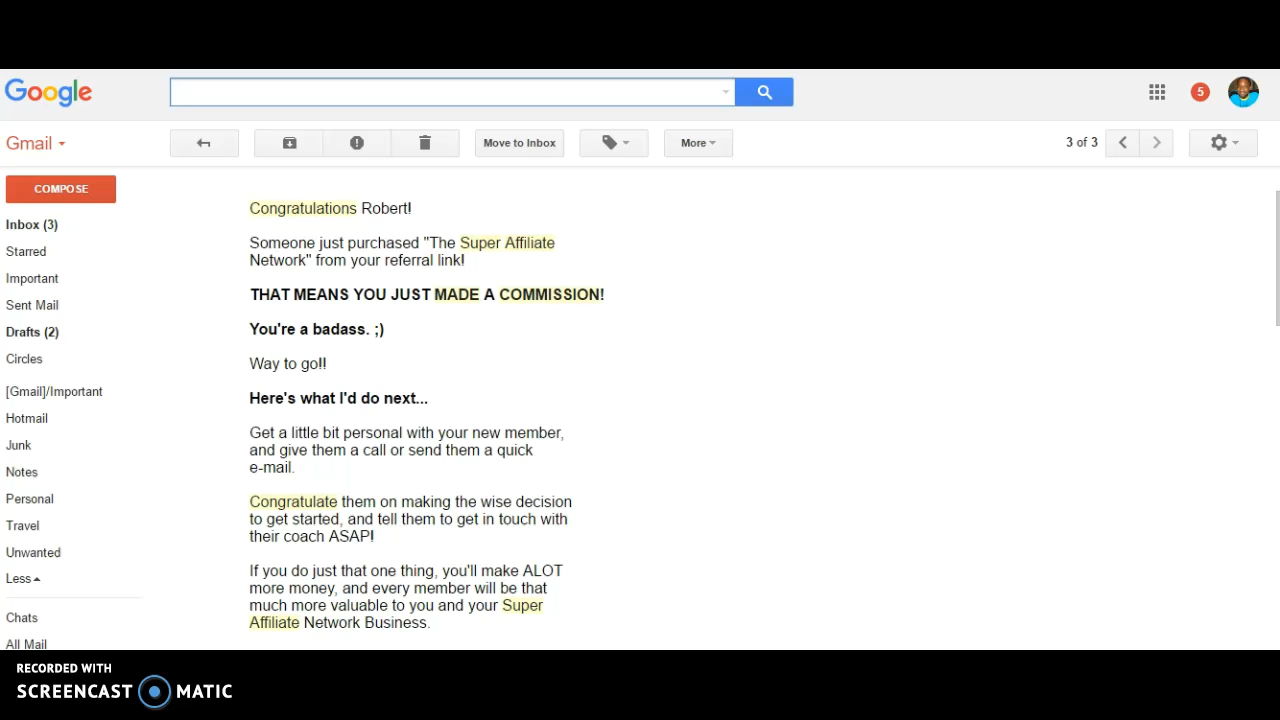 Google
5
Gmail
Move to Inbox
More
3 of 3
COMPOSE
Inbox (3)
Starred
Important
Sent Mail
Drafts (2)
Circles
[Gmail]/Important
Hotmail
Junk
Notes
Personal
Travel
Unwanted
Less
Chats
All Mail
Congratulations Robert!
Someone just purchased "The Super Affiliate
Network" from your referral link!
THAT MEANS YOU JUST MADE A COMMISSION!
You're a badass. ;)
Way to go!!
Here's what I'd do next...
Get a little bit personal with your new member,
and give them a call or send them a quick
e-mail.
Congratulate them on making the wise decision
to get started, and tell them to get in touch with
their coach ASAP!
If you do just that one thing, you'll make ALOT
more money, and every member will be that
much more valuable to you and your Super
Affiliate Network Business.
RECORDED WITH
SCREENCAST MATIC